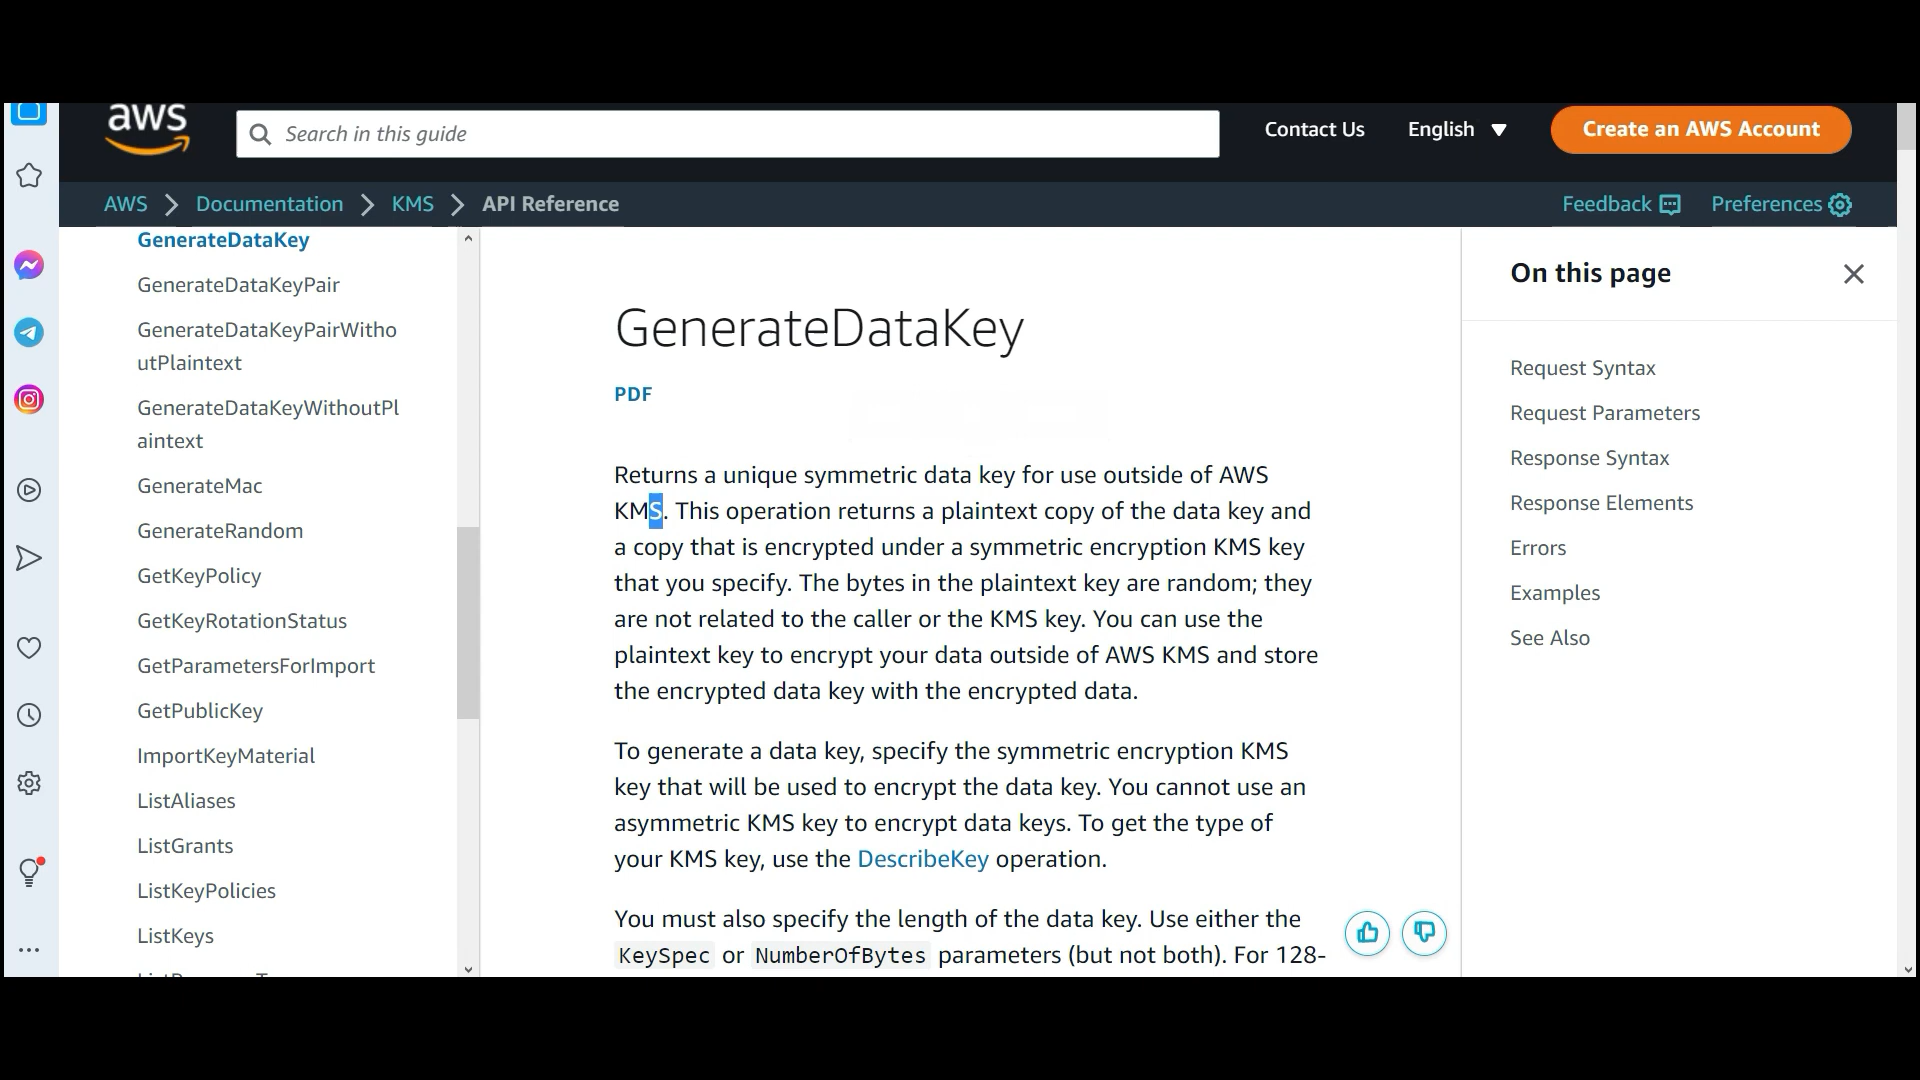 aws
Search in this guide
Contact Us
English
Create an AWS Account
AWS
Documentation
KMS
API Reference
Feedback
Preferences
GenerateDataKey
GenerateDataKeyPair
GenerateDataKeyPairWitho
utPlaintext
GenerateDataKeyWithoutPl
aintext
GenerateMac
GenerateRandom
GetKeyPolicy
GetKeyRotationStatus
GetParametersForImport
GetPublicKey
ImportKeyMaterial
ListAliases
ListGrants
ListKeyPolicies
ListKeys
GenerateDataKey
PDF
Returns a unique symmetric data key for use outside of AWS
KMS. This operation returns a plaintext copy of the data key and
a copy that is encrypted under a symmetric encryption KMS key
that you specify. The bytes in the plaintext key are random; they
are not related to the caller or the KMS key. You can use the
plaintext key to encrypt your data outside of AWS KMS and store
the encrypted data key with the encrypted data.
To generate a data key, specify the symmetric encryption KMS
key that will be used to encrypt the data key. You cannot use an
asymmetric KMS key to encrypt data keys. To get the type of
your KMS key, use the DescribeKey operation.
You must also specify the length of the data key. Use either the
KeySpec or NumberOfBytes parameters (but not both). For 128-
On this page
Request Syntax
Request Parameters
Response Syntax
Response Elements
Errors
Examples
See Also